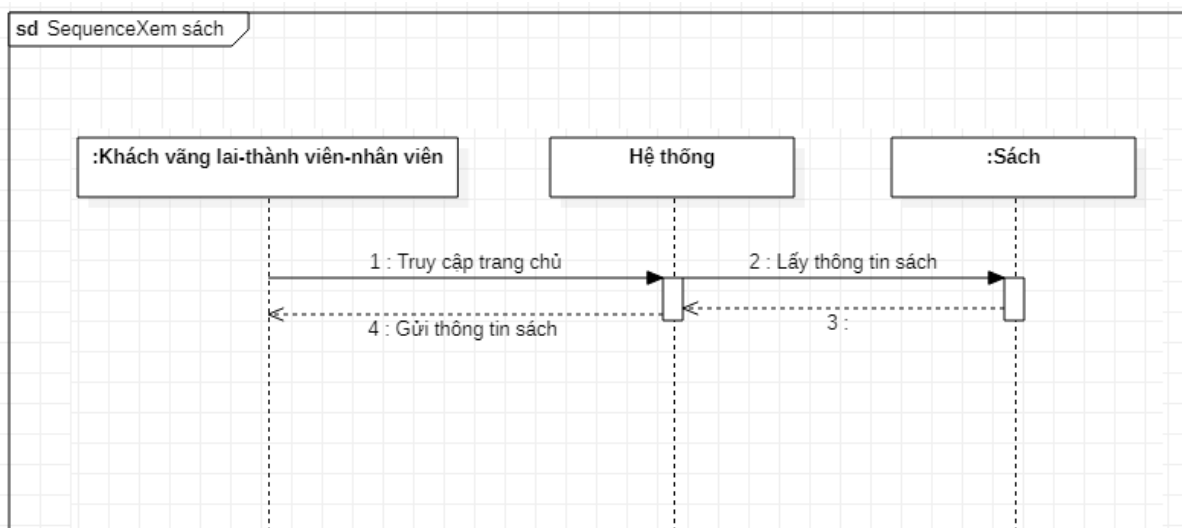 sd SequenceXem sách
:Khách vãng lai-thành viên-nhân viên
Hệ thống
:Sách
1 : Truy cập trang chủ
2 : Lấy thông tin sách
3 :
4 : Gửi thông tin sách